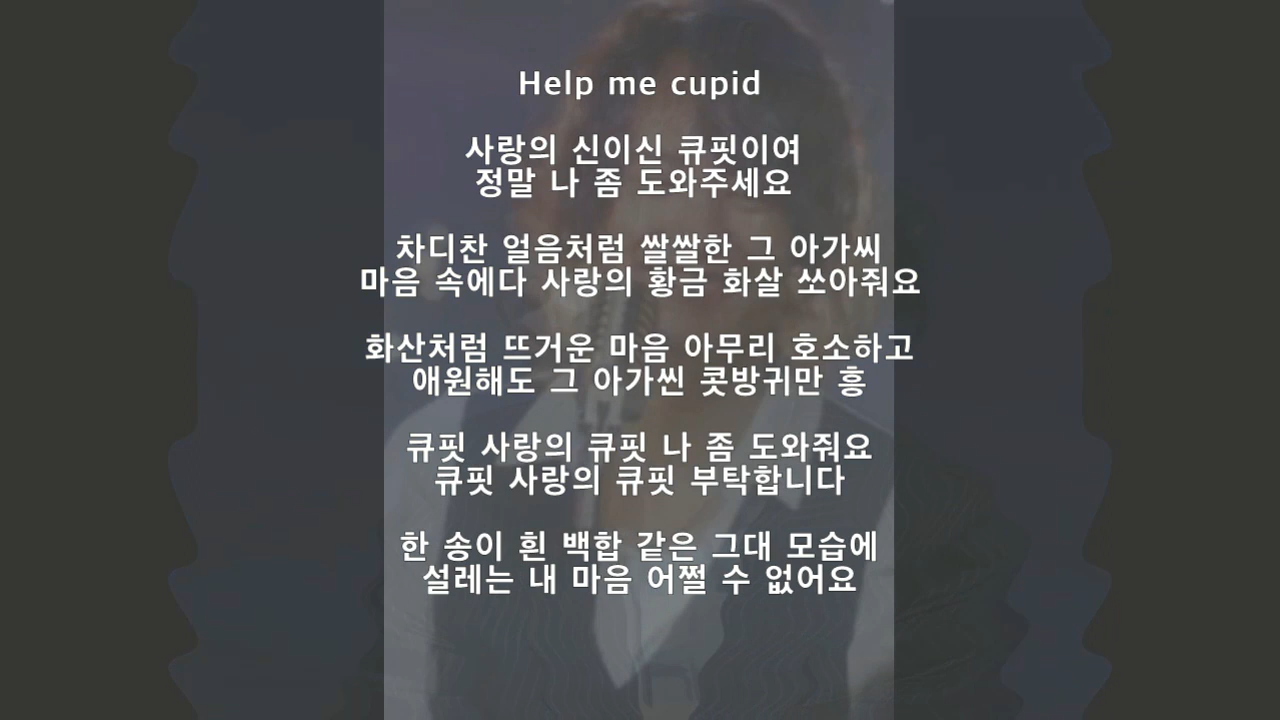 Help me cupid
사랑의 신이신 큐핏이여
정말 나 좀 도와주세요
차디찬 얼음처럼 쌀쌀한 그 아가씨
마음 속에다 사랑의 황금 화살 쏘아줘요
화산처럼 뜨거운 마음 아무리 호소하고
애원해도 그 아가씬 콧방귀만 흥
큐핏 사랑의 큐핏 나 좀 도와줘요
큐핏 사랑의 큐핏 부탁합니다
한 송이 흰 백합 같은 그대 모습에
설레는 내 마음 어쩔 수 없어요